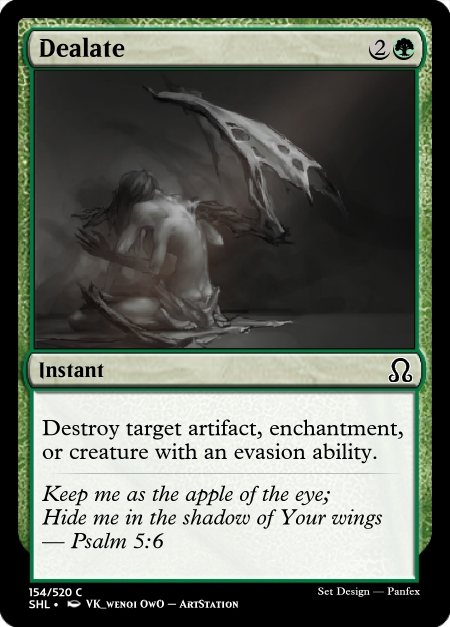 Dealate
2
Instant
Destroy target artifact, enchantment,
or creature with an evasion ability.
Keep me as the apple of the eye;
Hide me in the shadow of Your wings
— Psalm 5:6
154/520 C
Set Design — Panfex
SHL • VK_wenoi OwO — ArtStation